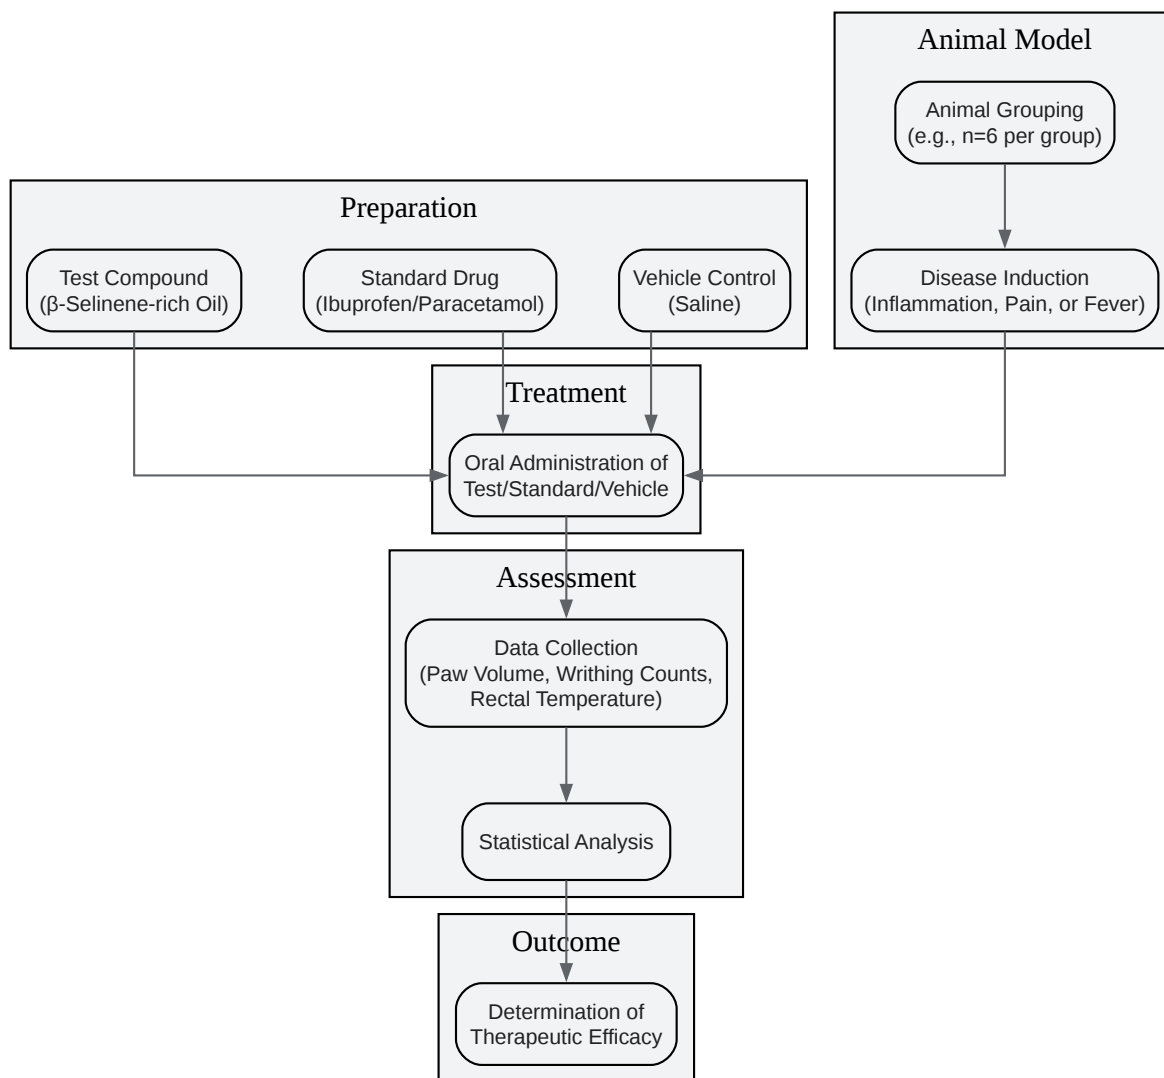 Animal Model
Animal Grouping
(e.g., n=6 per group)
Preparation
Test Compound
(β-Selinene-rich Oil)
Standard Drug
(Ibuprofen/Paracetamol)
Vehicle Control
(Saline)
Disease Induction
(Inflammation, Pain, or Fever)
Treatment
Oral Administration of
Test/Standard/Vehicle
Assessment
Data Collection
(Paw Volume, Writhing Counts,
Rectal Temperature)
Statistical Analysis
Outcome
Determination of
Therapeutic Efficacy